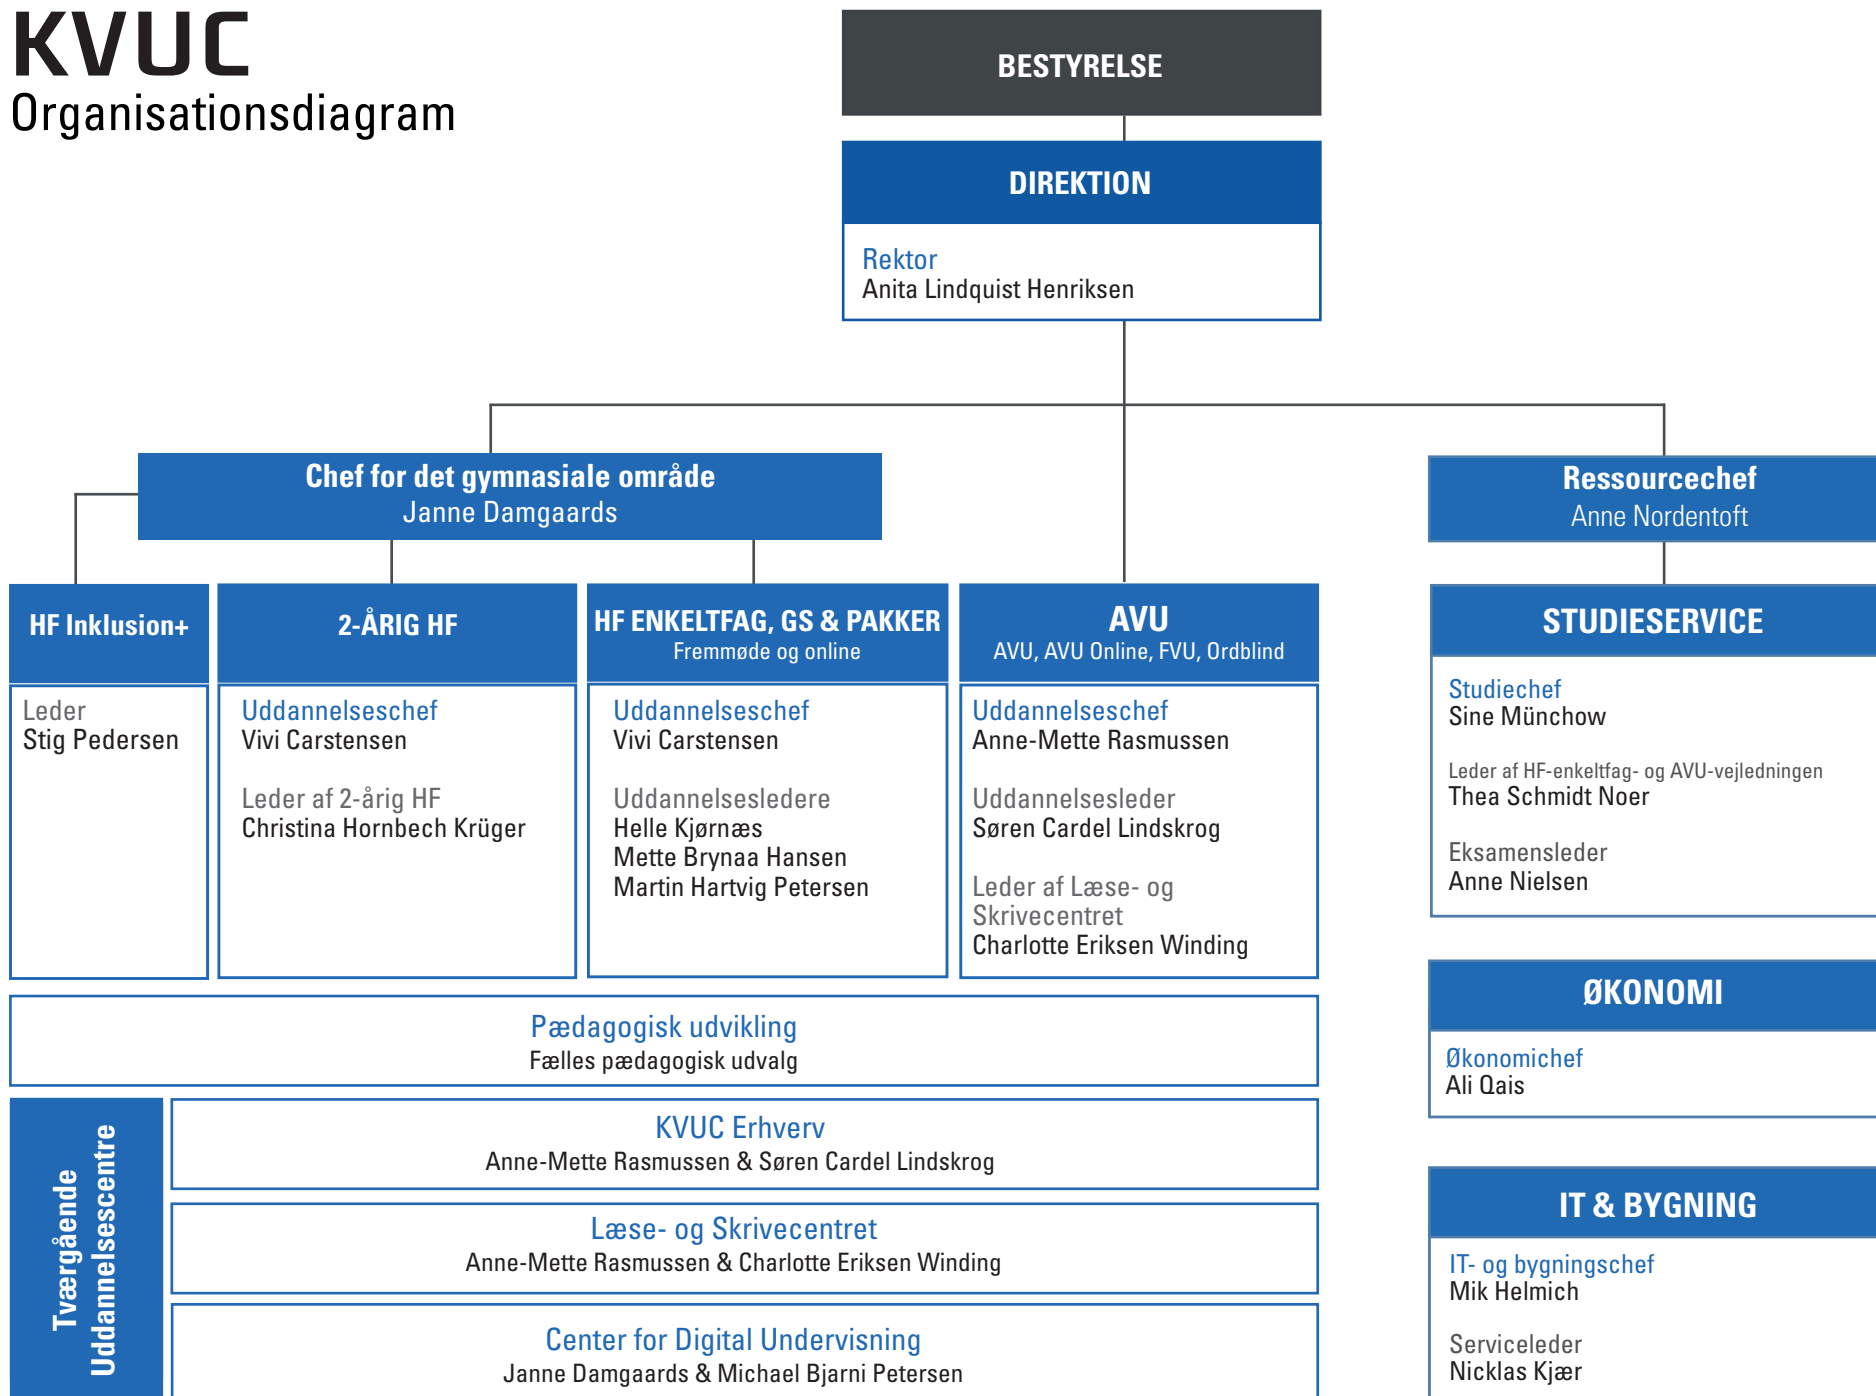 KVUC
Organisationsdiagram
BESTYRELSE
DIREKTION
Rektor
Anita Lindquist Henriksen
Chef for det gymnasiale område
Janne Damgaards
Ressourcechef
Anne Nordentoft
HF Inklusion+
Leder
Stig Pedersen
2-ÅRIG HF
Uddannelseschef
Vivi Carstensen
Leder af 2-årig HF
Christina Hornbech Krüger
HF ENKELTFAG, GS & PAKKER
Fremmøde og online
Uddannelseschef
Vivi Carstensen
Uddannelsesledere
Helle Kjørnæs
Mette Brynaa Hansen
Martin Hartvig Petersen
AVU
AVU, AVU Online, FVU, Ordblind
Uddannelseschef
Anne-Mette Rasmussen
Uddannelsesleder
Søren Cardel Lindskrog
Leder af Læse- og
Skrivecentret
Charlotte Eriksen Winding
STUDIESERVICE
Studiechef
Sine Münchow
Leder af HF-enkeltfag- og AVU-vejledningen
Thea Schmidt Noer
Eksamensleder
Anne Nielsen
ØKONOMI
Økonomichef
Ali Qais
IT & BYGNING
IT- og bygningschef
Mik Helmich
Serviceleder
Nicklas Kjær
Pædagogisk udvikling
Fælles pædagogisk udvalg
Tværgående
Uddannelsescentre
KVUC Erhverv
Anne-Mette Rasmussen & Søren Cardel Lindskrog
Læse- og Skrivecentret
Anne-Mette Rasmussen & Charlotte Eriksen Winding
Center for Digital Undervisning
Janne Damgaards & Michael Bjarni Petersen